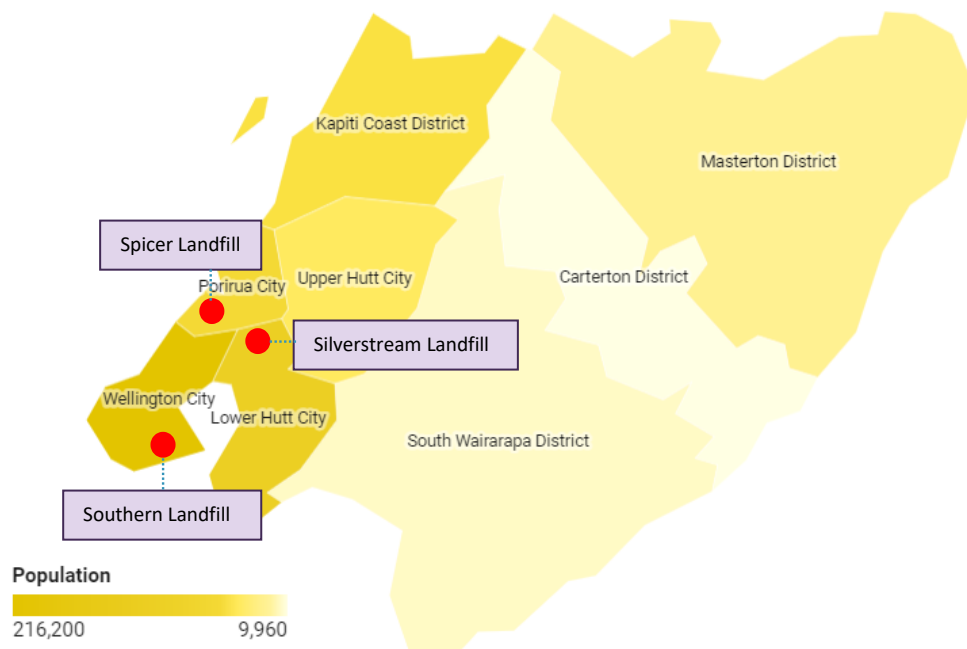 Kapiti Coast District
Masterton District
Spicer Landfill
Porirua City
Upper Hutt City
Carterton District
Silverstream Landfill
Wellington City
Lower Hutt City
South Wairarapa District
Southern Landfill
Population
216,200
9,960